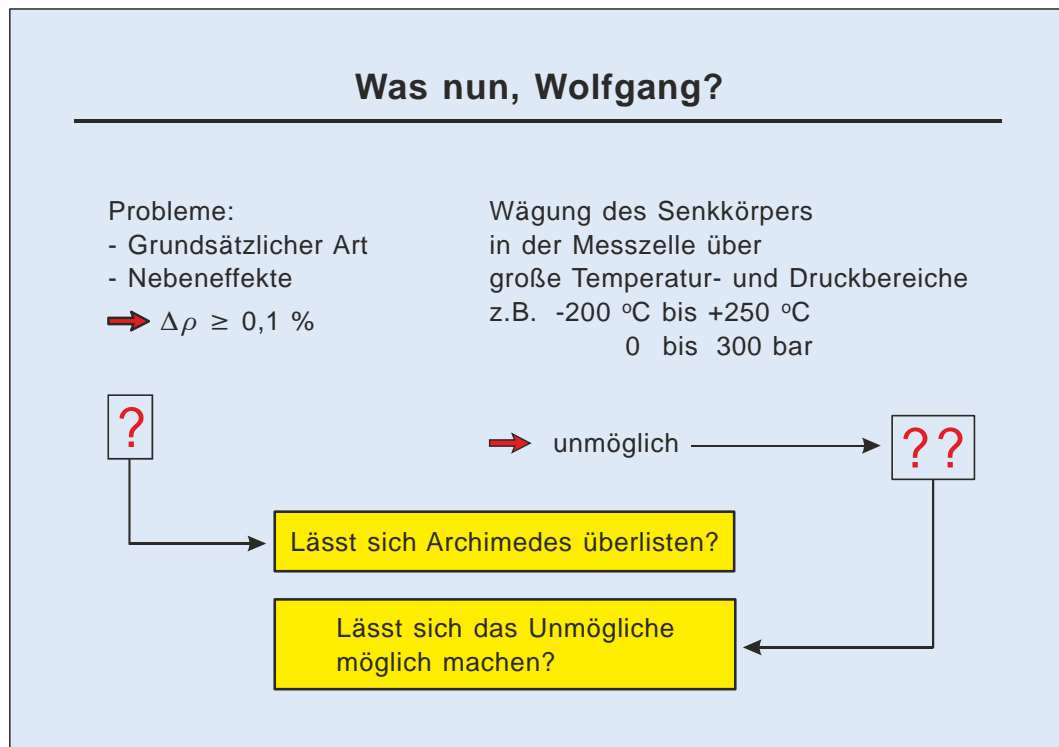 Was nun, Wolfgang?
Probleme:
- Grundsätzlicher Art
- Nebeneffekte
Δρ ≥ 0,1 %
Wägung des Senkkörpers
in der Messzelle über
große Temperatur- und Druckbereiche
z.B. -200 °C bis +250 °C
0 bis 300 bar
?
unmöglich
??
Lässt sich Archimedes überlisten?
Lässt sich das Unmögliche
möglich machen?